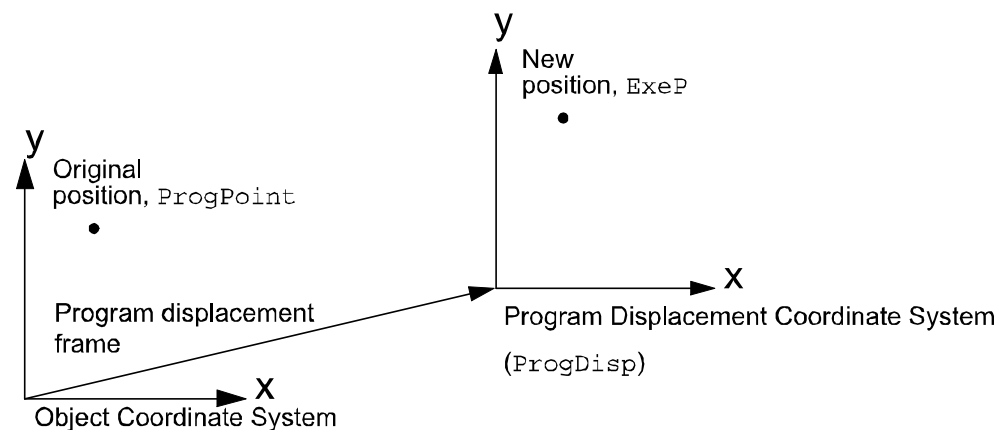 y
New
position, ExeP
y
Original
position, ProgPoint
x
Program displacement
frame
Program Displacement Coordinate System
(ProgDisp)
x
Object Coordinate System